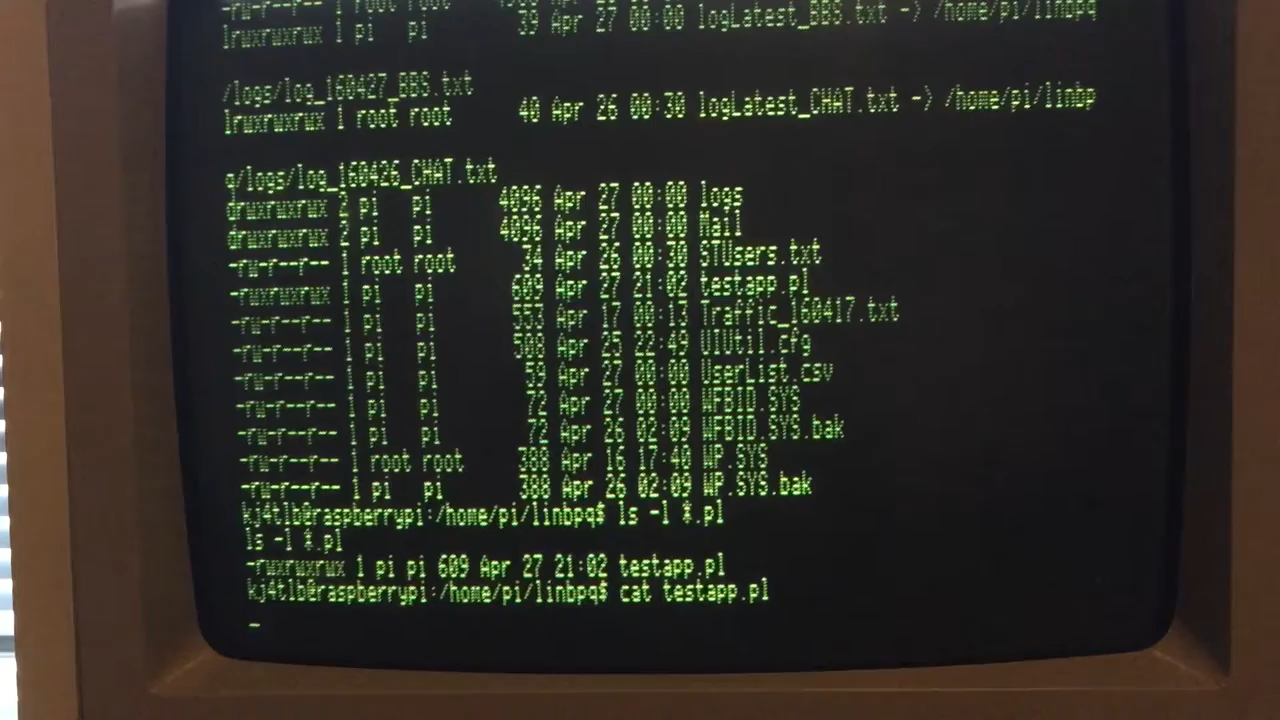 -rw-r--r-- 1 root root
lrwxrwxrwx 1 pi pi 39 Apr 27 00:00 logLatest_BBS.txt -> /home/pi/linbpq
/logs/log_160427_BBS.txt
lrwxrwxrwx 1 root root 40 Apr 26 00:30 logLatest_CHAT.txt -> /home/pi/linbp
q/logs/log_160426_CHAT.txt
drwxrwxrwx 2 pi pi 4096 Apr 27 00:00 logs
drwxrwxrwx 2 pi pi 4096 Apr 27 00:00 Mail
-rw-r--r-- 1 root root 34 Apr 26 00:30 STUsers.txt
-rwxrwxrwx 1 pi pi 609 Apr 27 21:02 testapp.pl
-rw-r--r-- 1 pi pi 553 Apr 17 00:13 Traffic_160417.txt
-rw-r--r-- 1 pi pi 508 Apr 25 22:49 UIUtil.cfg
-rw-r--r-- 1 pi pi 39 Apr 27 00:00 UserList.csv
-rw-r--r-- 1 pi pi 72 Apr 27 00:00 WFBID.SYS
-rw-r--r-- 1 pi pi 72 Apr 26 02:09 WFBID.SYS.bak
-rw-r--r-- 1 root root 388 Apr 16 17:40 WP.SYS
-rw-r--r-- 1 pi pi 388 Apr 26 02:09 WP.SYS.bak
kj4tlb@raspberrypi:/home/pi/linbpq$ ls -l *.pl
ls -l *.pl
-rwxrwxrwx 1 pi pi 609 Apr 27 21:02 testapp.pl
kj4tlb@raspberrypi:/home/pi/linbpq$ cat testapp.pl